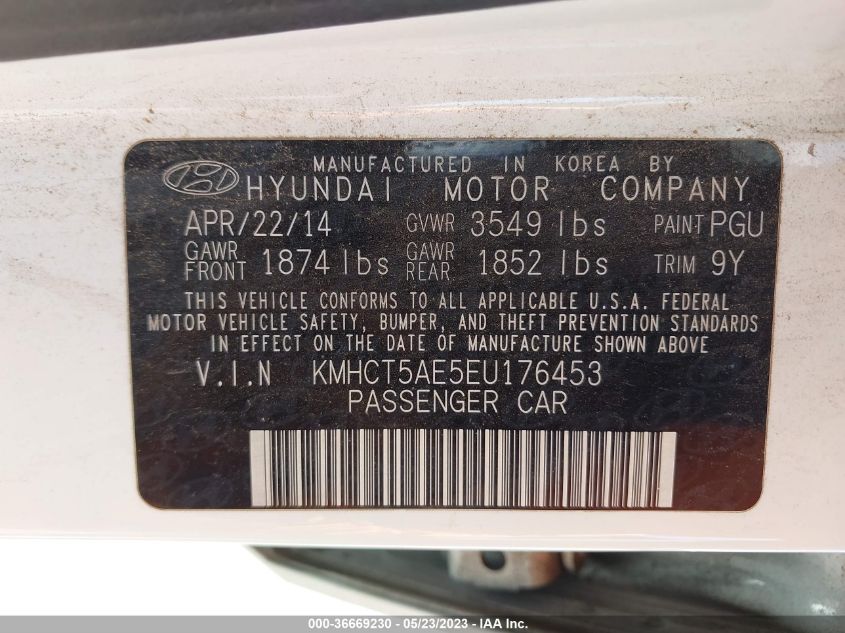 MANUFACTURED IN KOREA BY
HYUNDAI MOTOR COMPANY
APR/22/14 GVWR 3549 lbs PAINT PGU
GAWR FRONT 1874 lbs GAWR REAR 1852 lbs TRIM 9Y
THIS VEHICLE CONFORMS TO ALL APPLICABLE U.S.A. FEDERAL
MOTOR VEHICLE SAFETY, BUMPER, AND THEFT PREVENTION STANDARDS
IN EFFECT ON THE DATE OF MANUFACTURE SHOWN ABOVE
V.I.N KMHCT5AE5EU176453
PASSENGER CAR
000-36669230 - 05/23/2023 - IAA Inc.